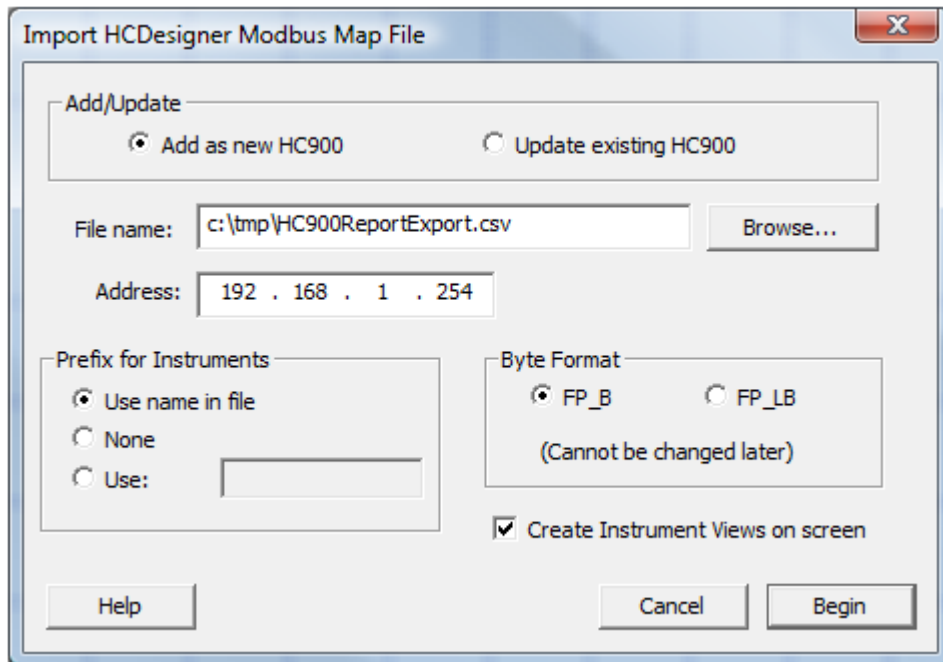 Import HCDesigner Modbus Map File
Add/Update
Add as new HC900
Update existing HC900
File name:
c:\tmp\HC900ReportExport.csv
Browse...
Address:
192 . 168 . 1 . 254
Prefix for Instruments
Use name in file
None
Use:
Byte Format
FP_B
FP_LB
(Cannot be changed later)
Create Instrument Views on screen
Help
Cancel
Begin